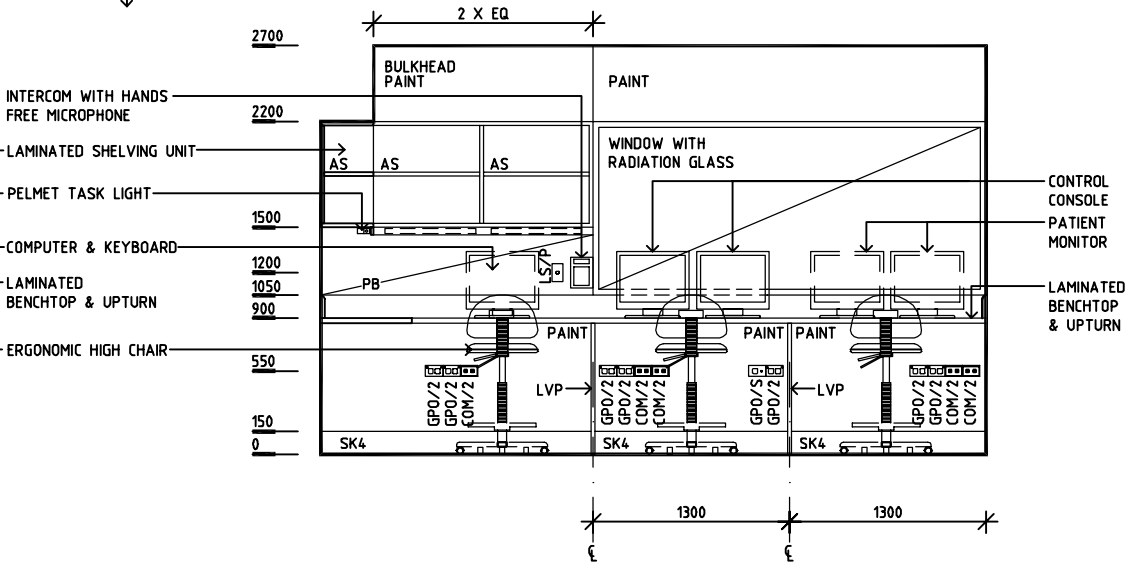 2 X EQ
2700
BULKHEAD
PAINT
PAINT
INTERCOM WITH HANDS
FREE MICROPHONE
2200
WINDOW WITH
RADIATION GLASS
LAMINATED SHELVING UNIT
AS
AS
AS
PELMET TASK LIGHT
CONTROL
CONSOLE
1500
PATIENT
MONITOR
COMPUTER & KEYBOARD
LS/P
1200
PB
LAMINATED
BENCHTOP & UPTURN
1050
LAMINATED
BENCHTOP
& UPTURN
900
PAINT
PAINT
PAINT
ERGONOMIC HIGH CHAIR
550
LVP
LVP
GPO/2
GPO/2
COM/2
GPO/2
GPO/2
COM/2
COM/2
GPO/S
GPO/2
GPO/2
GPO/2
COM/2
COM/2
150
0
SK4
SK4
SK4
1300
1300
℄
℄